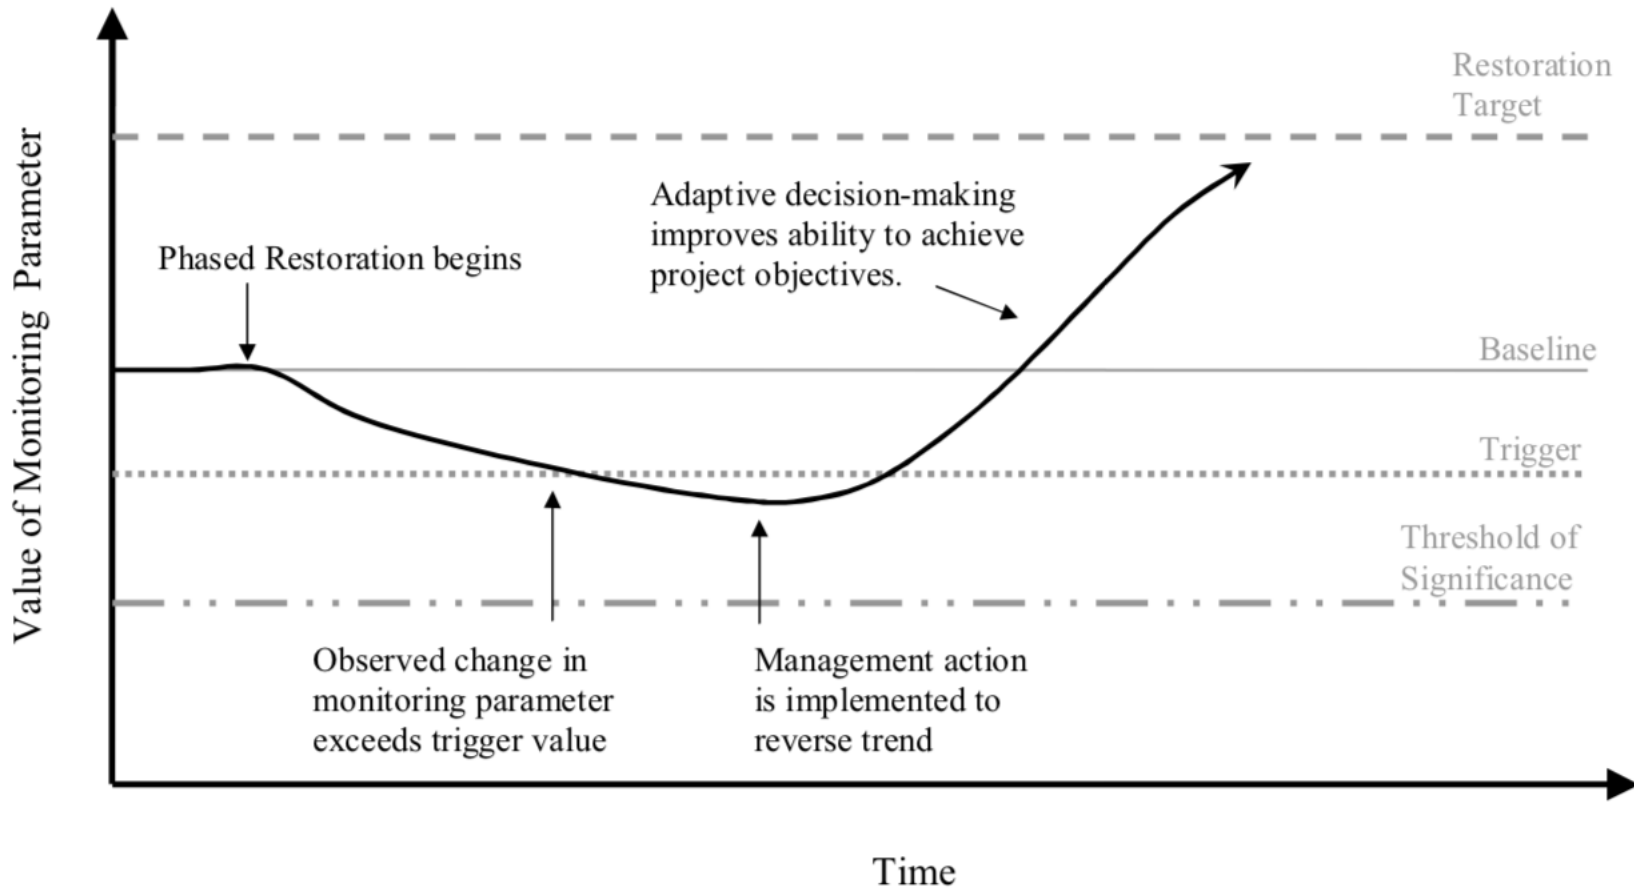 Restoration
Target
Adaptive decision-making
improves ability to achieve
project objectives.
Phased Restoration begins
Baseline
Trigger
Threshold of
Significance
Observed change in
monitoring parameter
exceeds trigger value
Management action
is implemented to
reverse trend
Value of Monitoring Parameter
Time